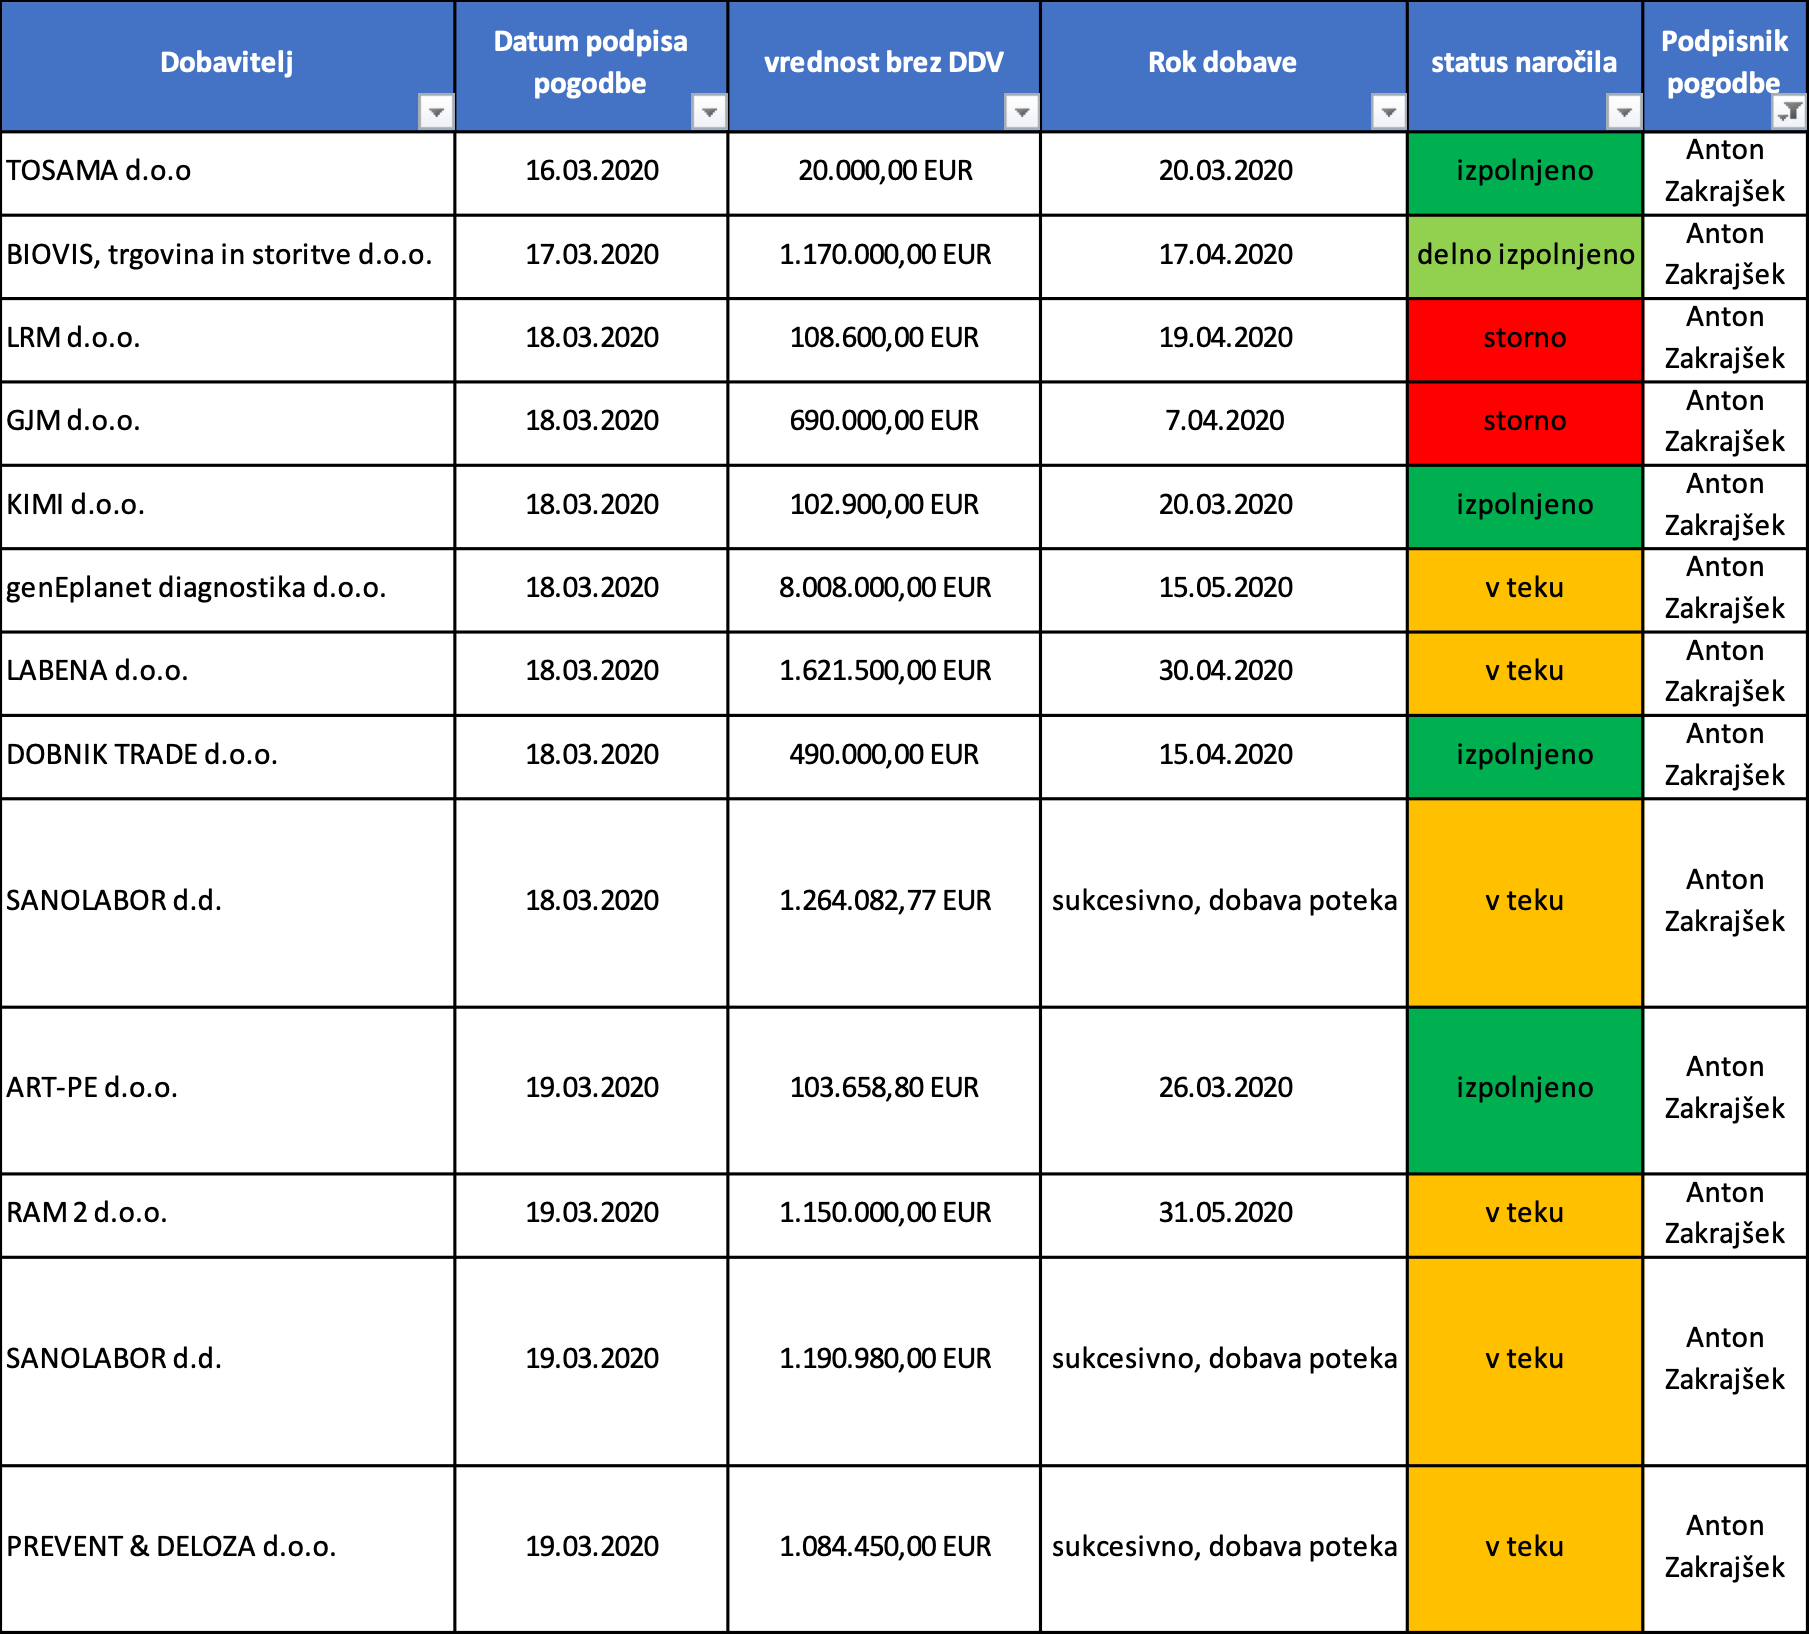 Dobavitelj Datum podpisa pogodbe vrednost brez DDV Rok dobave status naročila Podpisnik pogodbe
TOSAMA d.o.o 16.03.2020 20.000,00 EUR 20.03.2020 izpolnjeno Anton Zakrajšek
BIOVIS, trgovina in storitve d.o.o. 17.03.2020 1.170.000,00 EUR 17.04.2020 delno izpolnjeno Anton Zakrajšek
LRM d.o.o. 18.03.2020 108.600,00 EUR 19.04.2020 storno Anton Zakrajšek
GJM d.o.o. 18.03.2020 690.000,00 EUR 7.04.2020 storno Anton Zakrajšek
KIMI d.o.o. 18.03.2020 102.900,00 EUR 20.03.2020 izpolnjeno Anton Zakrajšek
genEplanet diagnostika d.o.o. 18.03.2020 8.008.000,00 EUR 15.05.2020 v teku Anton Zakrajšek
LABENA d.o.o. 18.03.2020 1.621.500,00 EUR 30.04.2020 v teku Anton Zakrajšek
DOBNIK TRADE d.o.o. 18.03.2020 490.000,00 EUR 15.04.2020 izpolnjeno Anton Zakrajšek
SANOLABOR d.d. 18.03.2020 1.264.082,77 EUR sukcesivno, dobava poteka v teku Anton Zakrajšek
ART-PE d.o.o. 19.03.2020 103.658,80 EUR 26.03.2020 izpolnjeno Anton Zakrajšek
RAM 2 d.o.o. 19.03.2020 1.150.000,00 EUR 31.05.2020 v teku Anton Zakrajšek
SANOLABOR d.d. 19.03.2020 1.190.980,00 EUR sukcesivno, dobava poteka v teku Anton Zakrajšek
PREVENT & DELOZA d.o.o. 19.03.2020 1.084.450,00 EUR sukcesivno, dobava poteka v teku Anton Zakrajšek